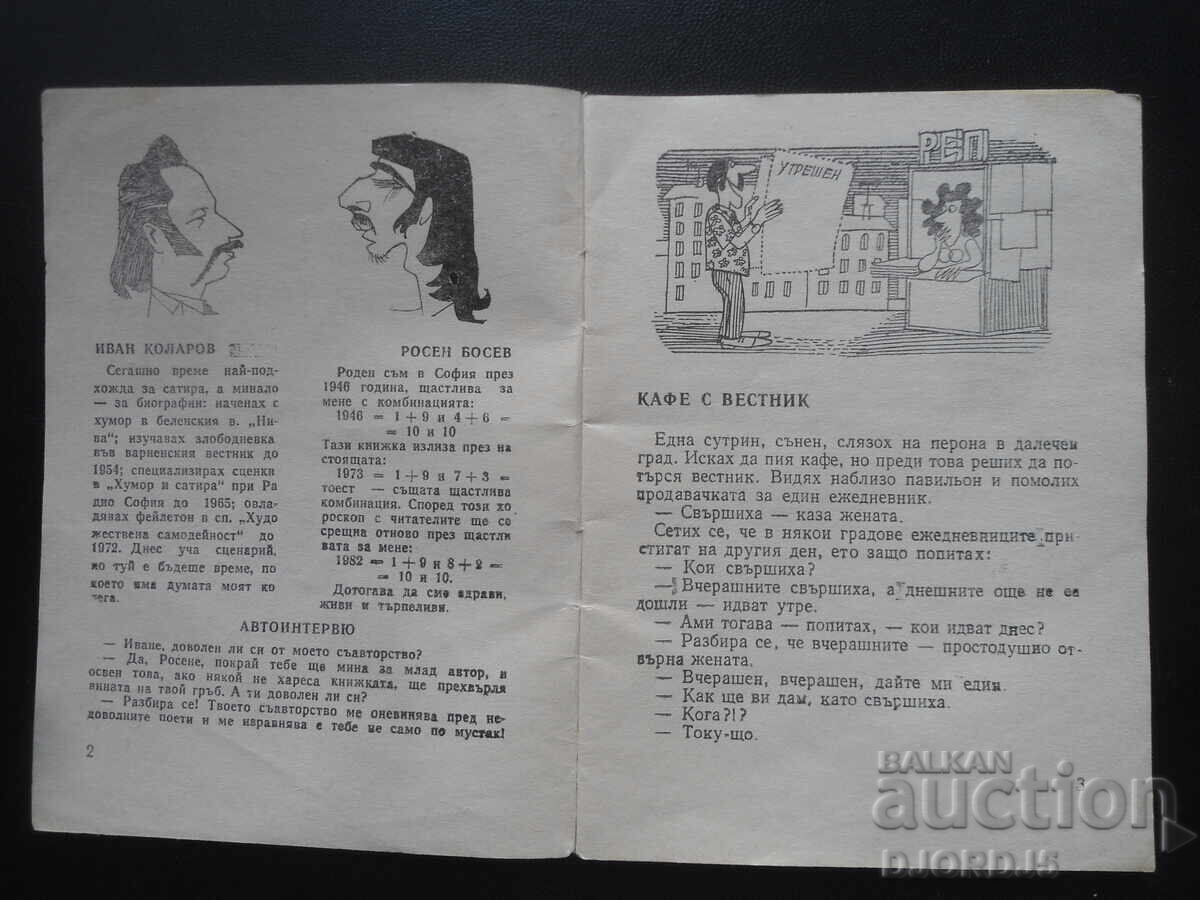 ИВАН КОЛАРОВ
Сегашно време най-под-
хожда за сатира, а минало
— за биографии: наченах с
хумор в беленския в. „Ни-
ва“; изучавах злободневка
във варненския вестник до
1954; специализирах сценки
в „Хумор и сатира“ при Ра
дио София до 1965; овла-
дявах фейлетон в сп. „Худо
жествена самодейност“ до
1972. Днес уча сценарий,
но туй е бъдеше време, по
което има думата моят ко
лега.
РОСЕН БОСЕВ
Роден съм в София през
1946 година, щастлива за
мене с комбинацията:
1946 = 1+9 и 4+6 =
= 10 и 10
Тази книжка излиза през на
стоящата:
1973 = 1+9 и 7+3 =
тоест — същата щастлива
комбинация. Според този хо
роскоп с читателите ще се
срещна отново през щастли
вата за мене:
1982 = 1+9 и 8+2 =
= 10 и 10.
Дотогава да сме здрави,
живи и търпеливи.
АВТОИНТЕРВЮ
— Иване, доволен ли си от моето съавторство?
— Да, Росене, покрай тебе ще мина за млад автор, и
освен това, ако някой не хареса книжката, ще прехвърля
вината на твой гръб. А ти доволен ли си?
— Разбира се! Твоето съавторство ме оневинява пред не-
доволните поети и ме изравнява с тебе не само по мустак!
2
РЕП
УТРЕШЕН
КАФЕ С ВЕСТНИК
Една сутрин, сънен, слязох на перона в далечен
град. Исках да пия кафе, но преди това реших да по-
търся вестник. Видях наблизо павильон и помолих
продавачката за един ежедневник.
— Свършиха — каза жената.
Сетих се, че в някои градове ежедневниците при-
стигат на другия ден, ето защо попитах:
— Кои свършиха?
— Вчерашните свършиха, а днешните още не са
дошли — идват утре.
— Ами тогава — попитах, — кои идват днес?
— Разбира се, че вчерашните — простодушно от-
върна жената.
— Вчерашен, вчерашен, дайте ми един.
— Как ще ви дам, като свършиха.
— Кога?!?
— Току-що.
3
BALKAN
auction
DJORDJ5